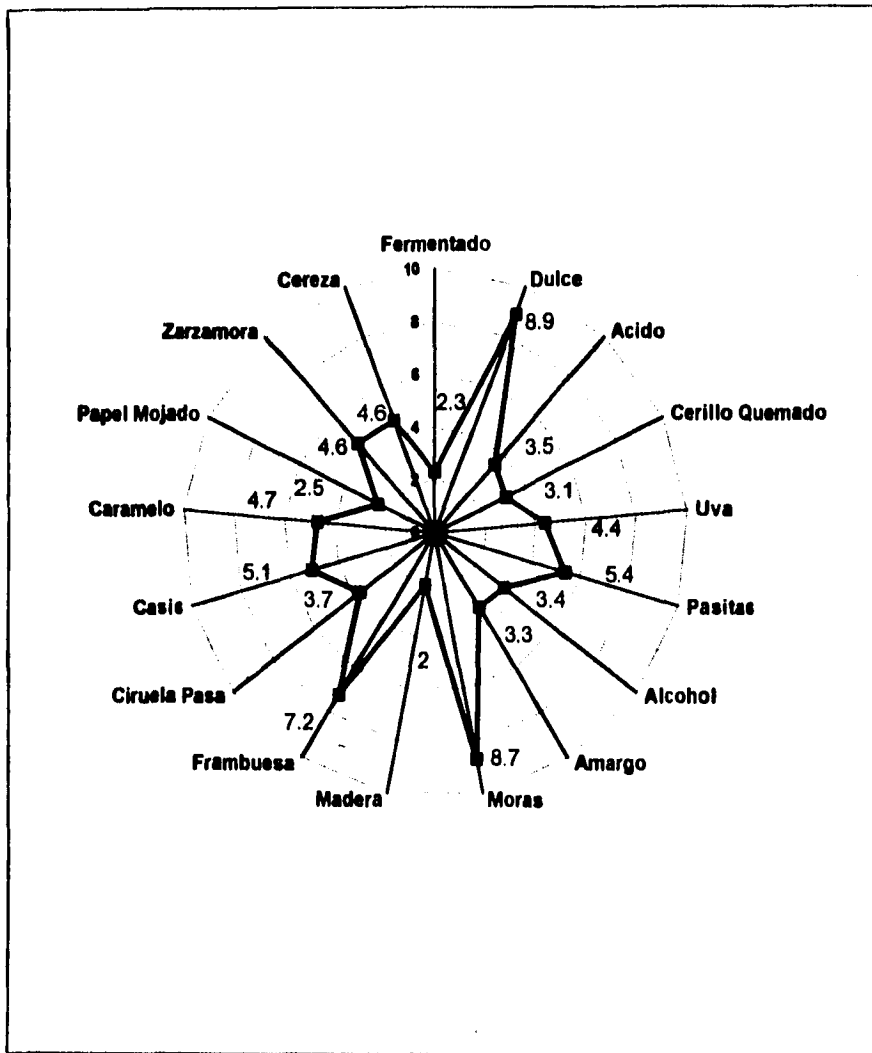 Fermentado
10
Cereza
Dulce
8
8.9
Zarzamora
Acido
6
4.6
2.3
Papel Mojado
4
Cerillo Quemado
4.6
3.5
2
2.5
3.1
Caramelo
4.7
Uva
4.4
5.1
5.4
Casis
3.7
3.4
Pasitas
3.3
2
Ciruela Pasa
Alcohol
7.2
8.7
Frambuesa
Amargo
Madera
Moras